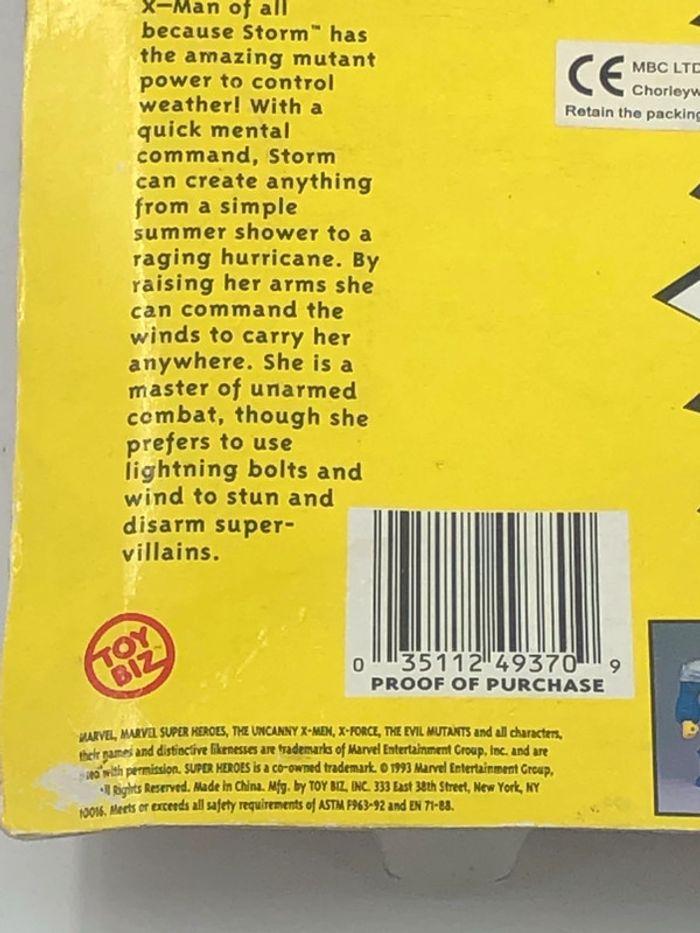 X-Man of all
because Storm™ has
the amazing mutant
power to control
weather! With a
quick mental
command, Storm
can create anything
from a simple
summer shower to a
raging hurricane. By
raising her arms she
can command the
winds to carry her
anywhere. She is a
master of unarmed
combat, though she
prefers to use
lightning bolts and
wind to stun and
disarm super-
villains.
CE MBC LTD
Chorleyw
Retain the packing
TOY
BIZ
0 35112 49370 9
PROOF OF PURCHASE
MARVEL, MARVEL SUPER HEROES, THE UNCANNY X-MEN, X-FORCE, THE EVIL MUTANTS and all characters,
their names and distinctive likenesses are trademarks of Marvel Entertainment Group, Inc. and are
with permission. SUPER HEROES is a co-owned trademark. © 1993 Marvel Entertainment Group,
Rights Reserved. Made in China. Mfg. by TOY BIZ, INC. 333 East 38th Street, New York, NY
10016. Meets or exceeds all safety requirements of ASTM F963-92 and EN 71-88.